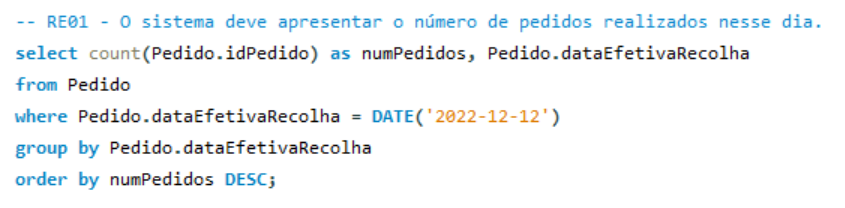 -- RE01 - O sistema deve apresentar o número de pedidos realizados nesse dia.
select count(Pedido.idPedido) as numPedidos, Pedido.dataEfetivaRecolha
from Pedido
where Pedido.dataEfetivaRecolha = DATE('2022-12-12')
group by Pedido.dataEfetivaRecolha
order by numPedidos DESC;